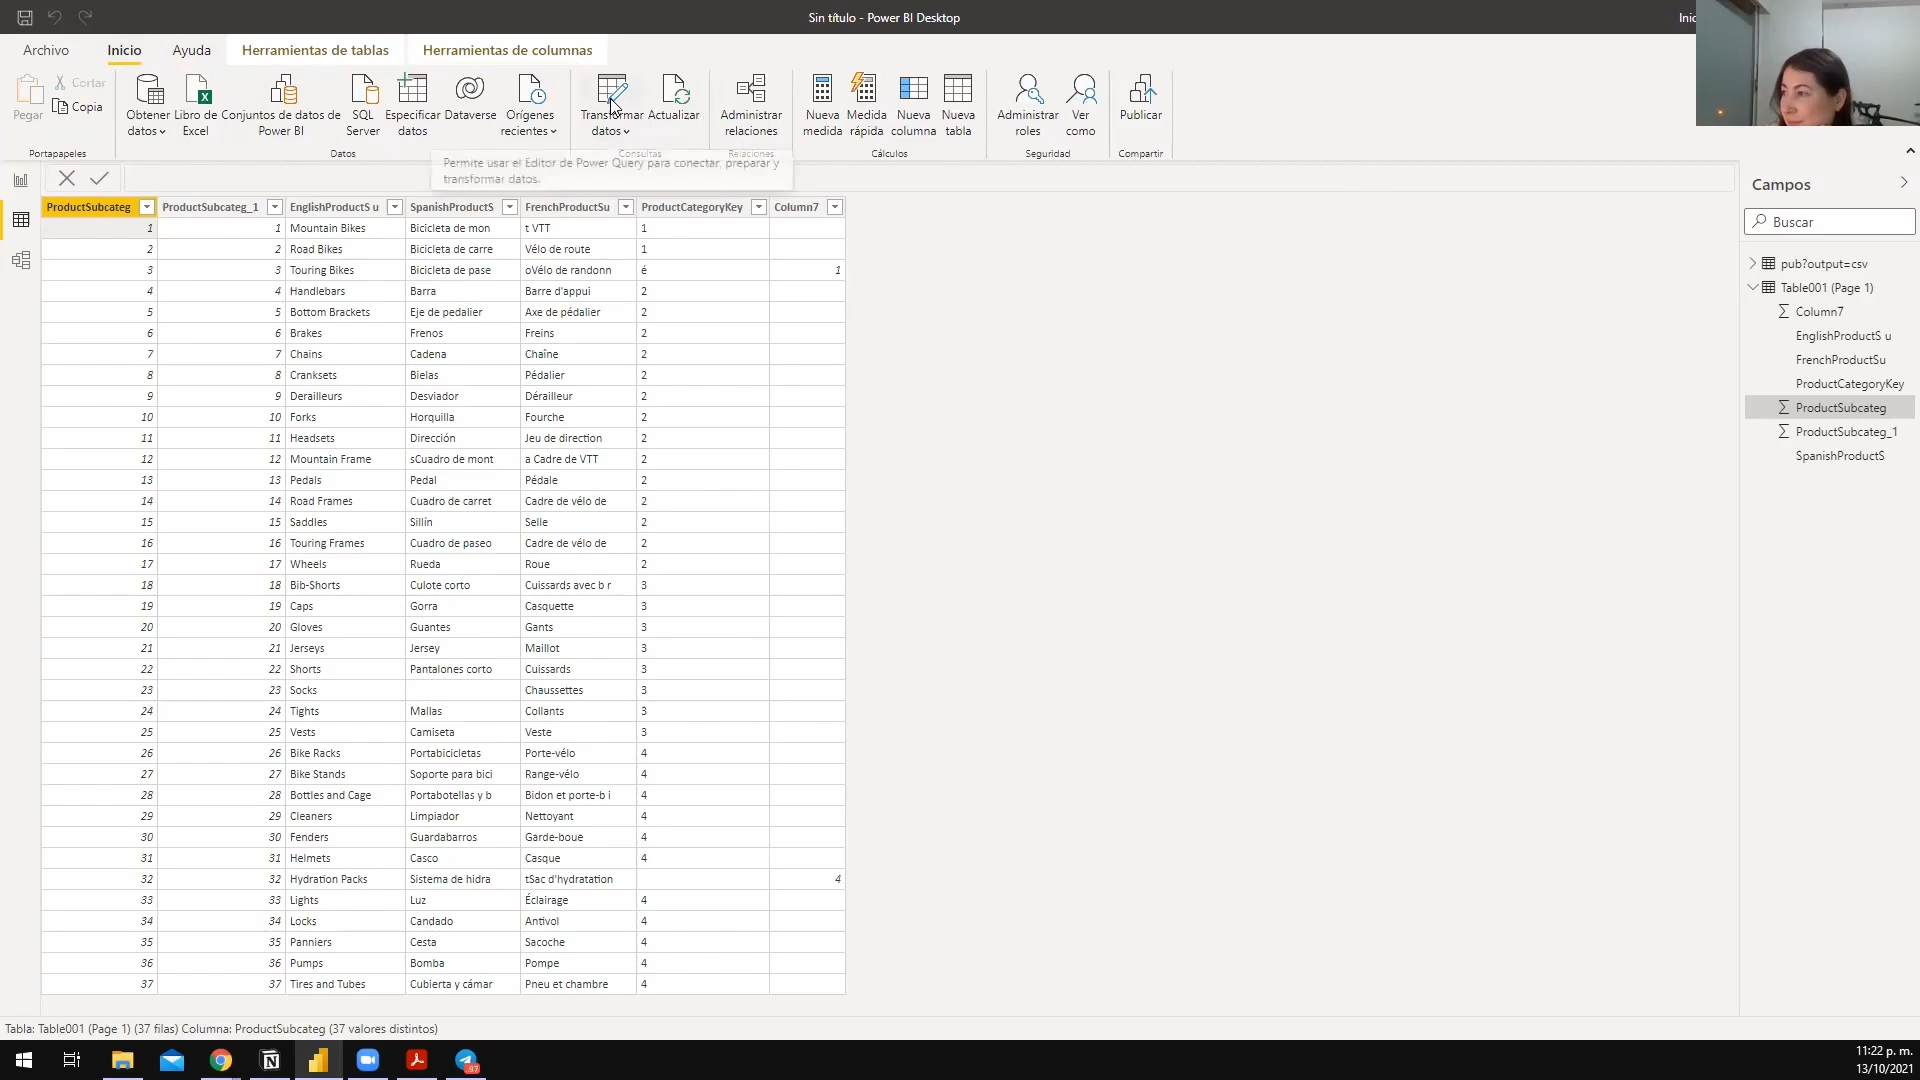 Sin título - Power BI Desktop
Inic
Archivo Inicio Ayuda Herramientas de tablas Herramientas de columnas
Pegar
Cortar
Copia
Portapapeles
Obtener datos
Libro de Excel
Conjuntos de datos de Power BI
SQL Server
Especificar datos
Dataverse
Orígenes recientes
Datos
Transformar datos
Actualizar
Consultas
Administrar relaciones
Relaciones
Nueva medida
Medida rápida
Nueva columna
Nueva tabla
Cálculos
Administrar roles
Ver como
Seguridad
Publicar
Compartir
Permite usar el Editor de Power Query para conectar, preparar y
transformar datos.
ProductSubcateg ProductSubcateg_1 EnglishProductS u SpanishProductS FrenchProductSu ProductCategoryKey Column7
1 1 Mountain Bikes Bicicleta de mon t VTT 1
2 2 Road Bikes Bicicleta de carre Vélo de route 1
3 3 Touring Bikes Bicicleta de pase oVélo de randonn é 1
4 4 Handlebars Barra Barre d'appui 2
5 5 Bottom Brackets Eje de pedalier Axe de pédalier 2
6 6 Brakes Frenos Freins 2
7 7 Chains Cadena Chaîne 2
8 8 Cranksets Bielas Pédalier 2
9 9 Derailleurs Desviador Dérailleur 2
10 10 Forks Horquilla Fourche 2
11 11 Headsets Dirección Jeu de direction 2
12 12 Mountain Frame sCuadro de mont a Cadre de VTT 2
13 13 Pedals Pedal Pédale 2
14 14 Road Frames Cuadro de carret Cadre de vélo de 2
15 15 Saddles Sillín Selle 2
16 16 Touring Frames Cuadro de paseo Cadre de vélo de 2
17 17 Wheels Rueda Roue 2
18 18 Bib-Shorts Culote corto Cuissards avec b r 3
19 19 Caps Gorra Casquette 3
20 20 Gloves Guantes Gants 3
21 21 Jerseys Jersey Maillot 3
22 22 Shorts Pantalones corto Cuissards 3
23 23 Socks Chaussettes 3
24 24 Tights Mallas Collants 3
25 25 Vests Camiseta Veste 3
26 26 Bike Racks Portabicicletas Porte-vélo 4
27 27 Bike Stands Soporte para bici Range-vélo 4
28 28 Bottles and Cage Portabotellas y b Bidon et porte-b i 4
29 29 Cleaners Limpiador Nettoyant 4
30 30 Fenders Guardabarros Garde-boue 4
31 31 Helmets Casco Casque 4
32 32 Hydration Packs Sistema de hidra tSac d'hydratation 4
33 33 Lights Luz Éclairage 4
34 34 Locks Candado Antivol 4
35 35 Panniers Cesta Sacoche 4
36 36 Pumps Bomba Pompe 4
37 37 Tires and Tubes Cubierta y cámar Pneu et chambre 4
Campos
Buscar
pub?output=csv
Table001 (Page 1)
Column7
EnglishProductS u
FrenchProductSu
ProductCategoryKey
ProductSubcateg
ProductSubcateg_1
SpanishProductS
Tabla: Table001 (Page 1) (37 filas) Columna: ProductSubcateg (37 valores distintos)
97
11:22 p. m.
13/10/2021